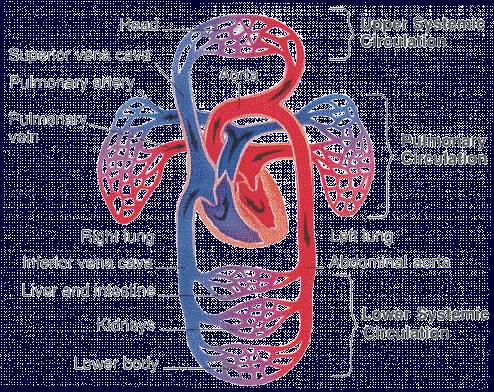 Head
Upper Systemic
Circulation
Superior vena cava
Pulmonary artery
Aorta
Pulmonary
vein
Pulmonary
Circulation
Right lung
Left lung
Inferior vena cava
Abdominal aorta
Liver and intestine
Lower Systemic
Circulation
Kidneys
Lower body